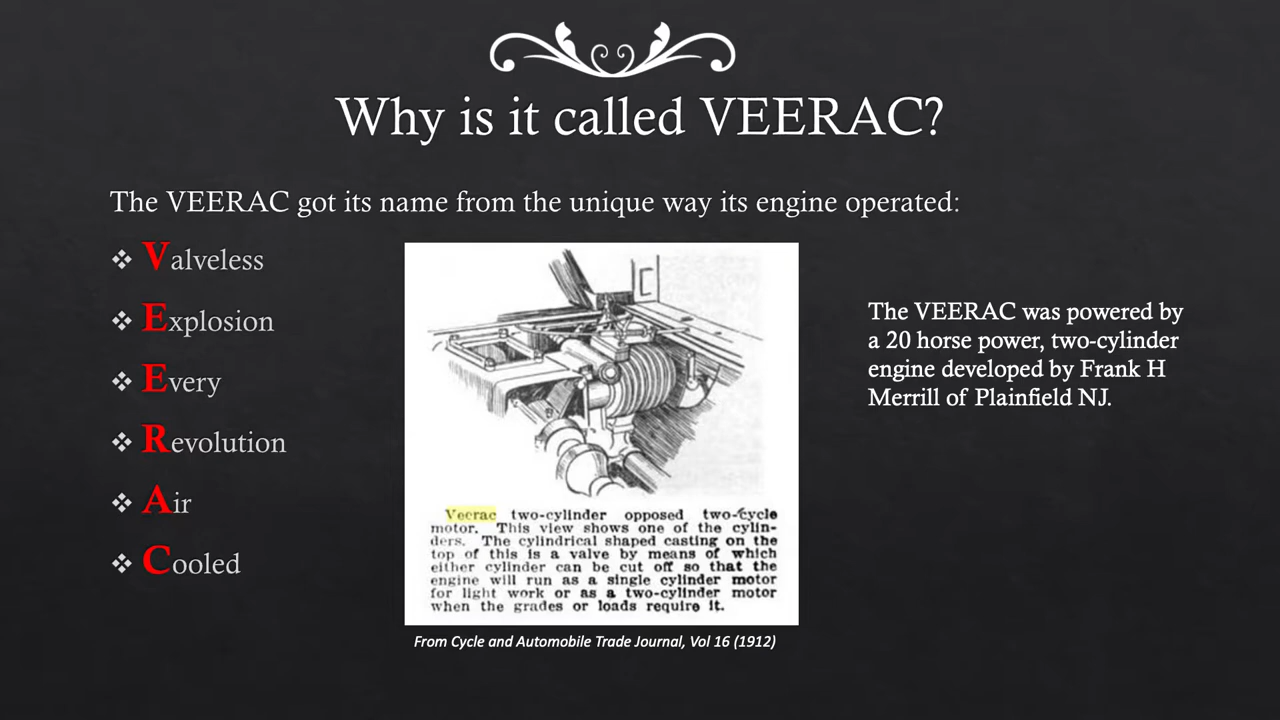 Why is it called VEERAC?
The VEERAC got its name from the unique way its engine operated:
Valveless
Explosion
Every
Revolution
Air
Cooled
Veerac two-cylinder opposed two-cycle
motor. This view shows one of the cylin-
ders. The cylindrical shaped casting on the
top of this is a valve by means of which
either cylinder can be cut off so that the
engine will run as a single cylinder motor
for light work or as a two-cylinder motor
when the grades or loads require it.
From Cycle and Automobile Trade Journal, Vol 16 (1912)
The VEERAC was powered by
a 20 horse power, two-cylinder
engine developed by Frank H
Merrill of Plainfield NJ.